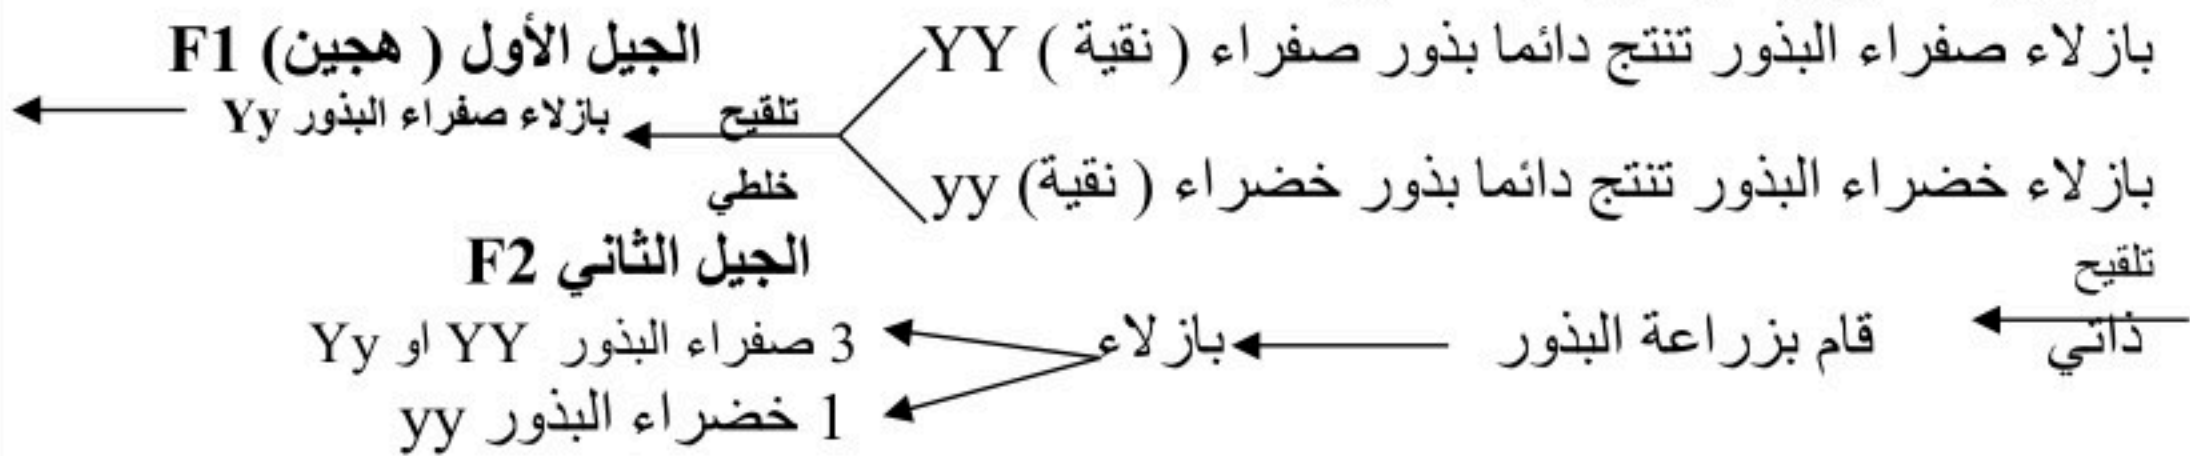 بازلاء صفراء البذور تنتج دائما بذور صفراء ( نقية ) YY
الجيل الأول ( هجين) F1
تلقيح
بازلاء صفراء البذور Yy
خلطي
بازلاء خضراء البذور تنتج دائما بذور خضراء ( نقية) yy
الجيل الثاني F2
تلقيح
ذاتي
قام بزراعة البذور
بازلاء
3 صفراء البذور YY او Yy
1 خضراء البذور yy